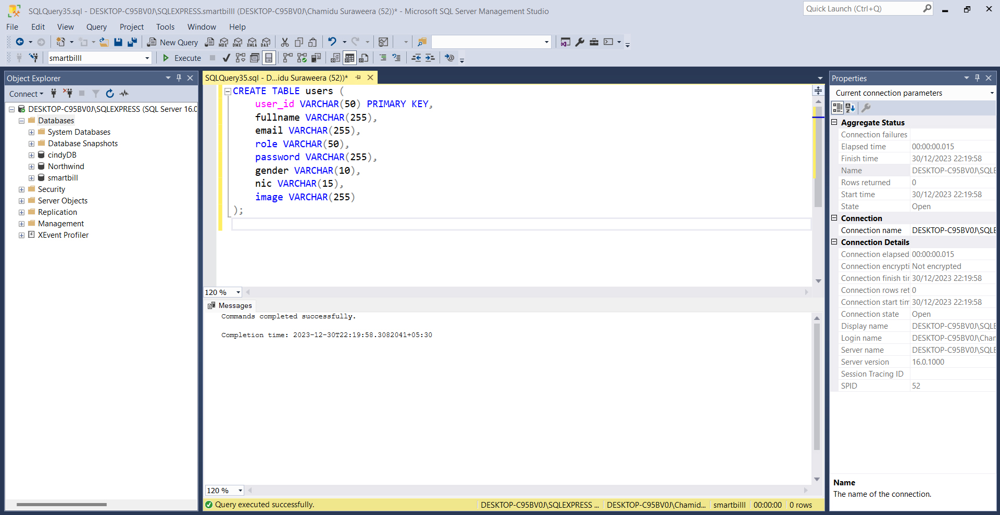 SQLQuery35.sql - DESKTOP-C95BV0J\SQLEXPRESS.smartbilll (DESKTOP-C95BV0J\Chamidu Suraweera (52))* - Microsoft SQL Server Management Studio
Quick Launch (Ctrl+Q)
File Edit View Query Project Tools Window Help
New Query MDX DMX XMLA DAX
smartbilll Execute
Object Explorer
Connect
DESKTOP-C95BV0J\SQLEXPRESS (SQL Server 16.0
Databases
System Databases
Database Snapshots
cindyDB
Northwind
smartbill
Security
Server Objects
Replication
Management
XEvent Profiler
SQLQuery35.sql - D...idu Suraweera (52))*
CREATE TABLE users (
user_id VARCHAR(50) PRIMARY KEY,
fullname VARCHAR(255),
email VARCHAR(255),
role VARCHAR(50),
password VARCHAR(255),
gender VARCHAR(10),
nic VARCHAR(15),
image VARCHAR(255)
);
120 %
Messages
Commands completed successfully.
Completion time: 2023-12-30T22:19:58.3082041+05:30
120 %
Query executed successfully. DESKTOP-C95BV0J\SQLEXPRESS ... DESKTOP-C95BV0J\Chamid... smartbilll 00:00:00 0 rows
Properties
Current connection parameters
Aggregate Status
Connection failures
Elapsed time 00:00:00.015
Finish time 30/12/2023 22:19:58
Name DESKTOP-C95BV0J\SQLE
Rows returned 0
Start time 30/12/2023 22:19:58
State Open
Connection
Connection name DESKTOP-C95BV0J\SQLE
Connection Details
Connection elapsed 00:00:00.015
Connection encrypti Not encrypted
Connection finish tir 30/12/2023 22:19:58
Connection rows ret 0
Connection start tim 30/12/2023 22:19:58
Connection state Open
Display name DESKTOP-C95BV0J\SQLE
Login name DESKTOP-C95BV0J\Char
Server name DESKTOP-C95BV0J\SQLE
Server version 16.0.1000
Session Tracing ID
SPID 52
Name
The name of the connection.